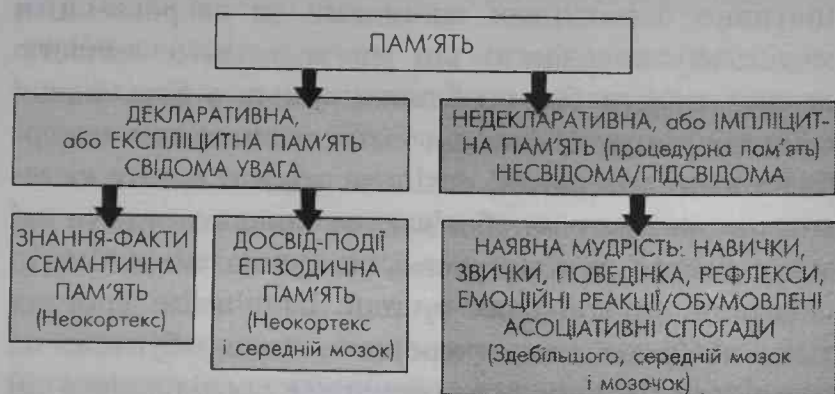 ПАМ'ЯТЬ
ДЕКЛАРАТИВНА,
або ЕКСПЛІЦИТНА ПАМ'ЯТЬ
СВІДОМА УВАГА
НЕДЕКЛАРАТИВНА, або ІМПЛІЦИТ-
НА ПАМ'ЯТЬ (процедурна пам'ять)
НЕСВІДОМА/ПІДСВІДОМА
ЗНАННЯ-ФАКТИ
СЕМАНТИЧНА
ПАМ'ЯТЬ
(Неокортекс)
ДОСВІД-ПОДІЇ
ЕПІЗОДИЧНА
ПАМ'ЯТЬ
(Неокортекс
і середній мозок)
НАЯВНА МУДРІСТЬ: НАВИЧКИ,
ЗВИЧКИ, ПОВЕДІНКА, РЕФЛЕКСИ,
ЕМОЦІЙНІ РЕАКЦІЇ/ОБУМОВЛЕНІ
АСОЦІАТИВНІ СПОГАДИ
(Здебільшого, середній мозок
і мозочок)